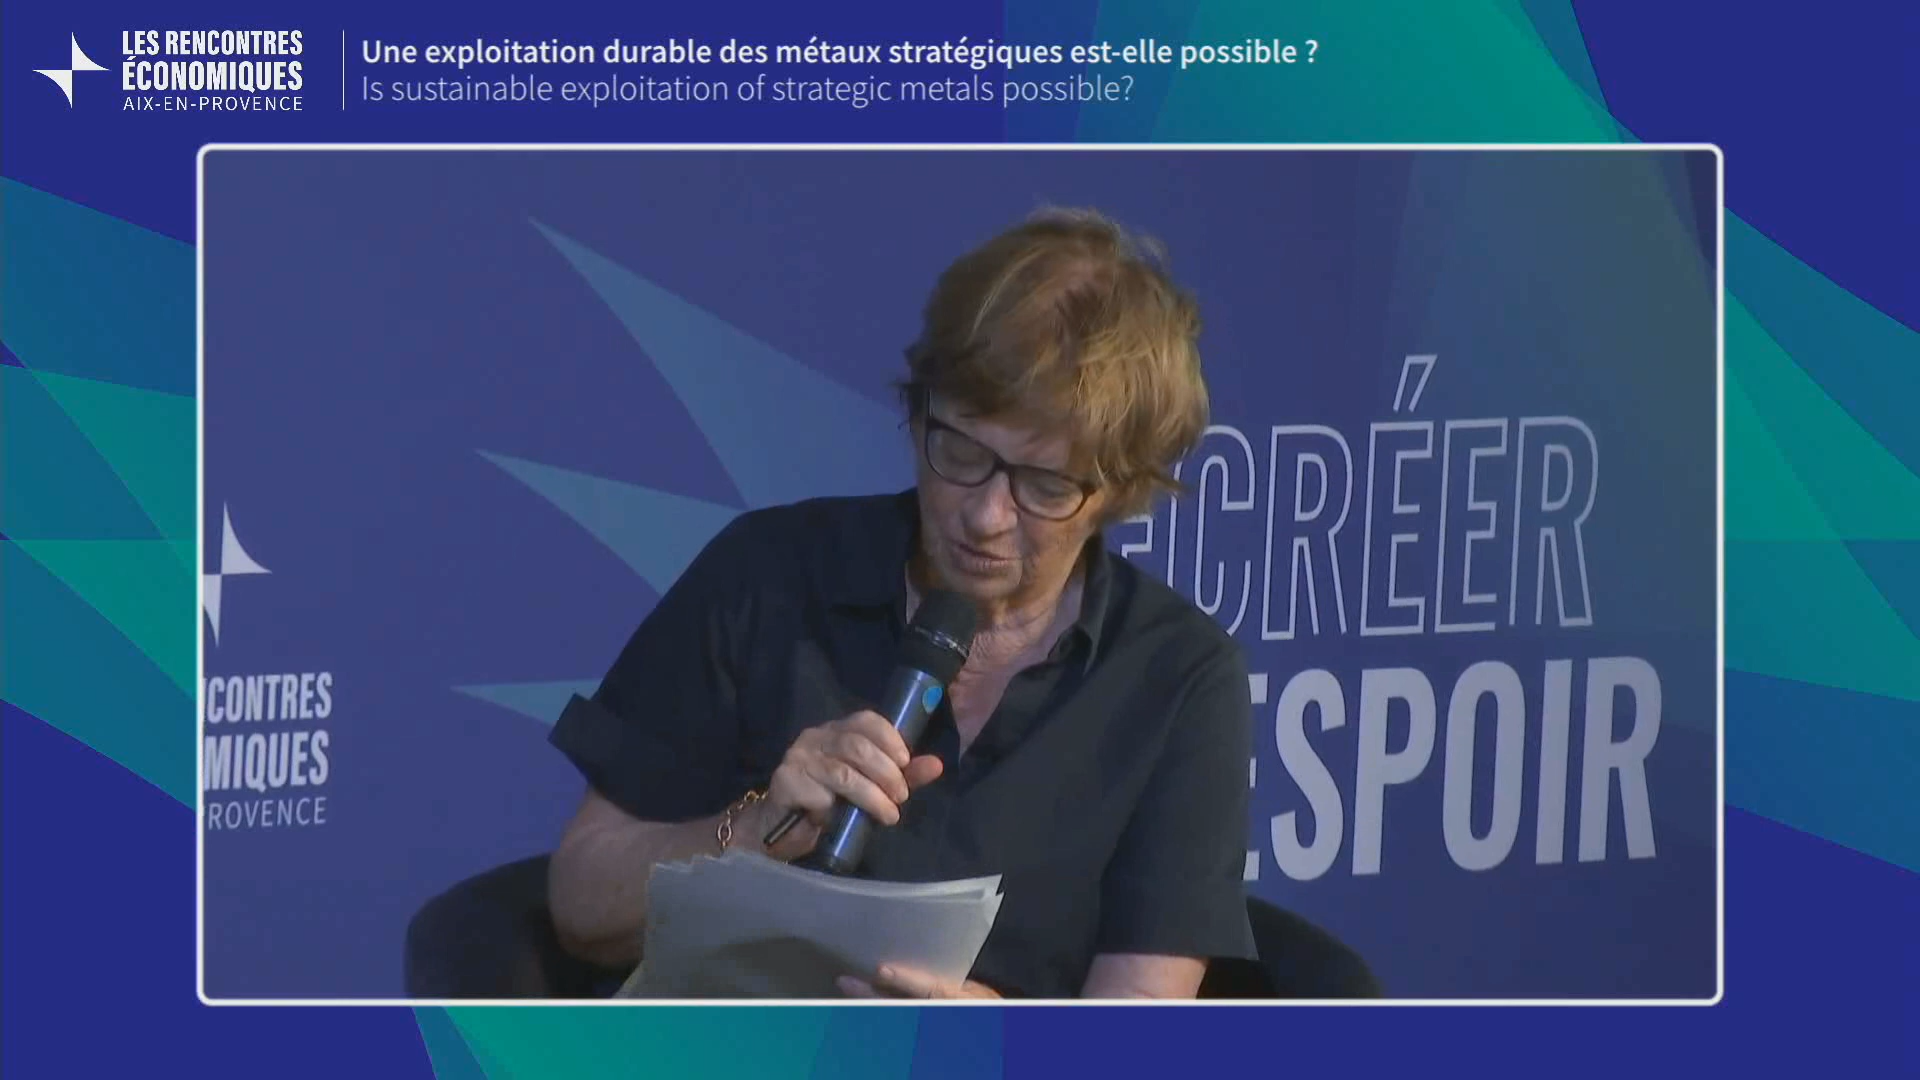 LES RENCONTRES
ÉCONOMIQUES
AIX-EN-PROVENCE
Une exploitation durable des métaux stratégiques est-elle possible ?
Is sustainable exploitation of strategic metals possible?
CRÉER
ESPOIR
CONTRES
MIQUES
PROVENCE